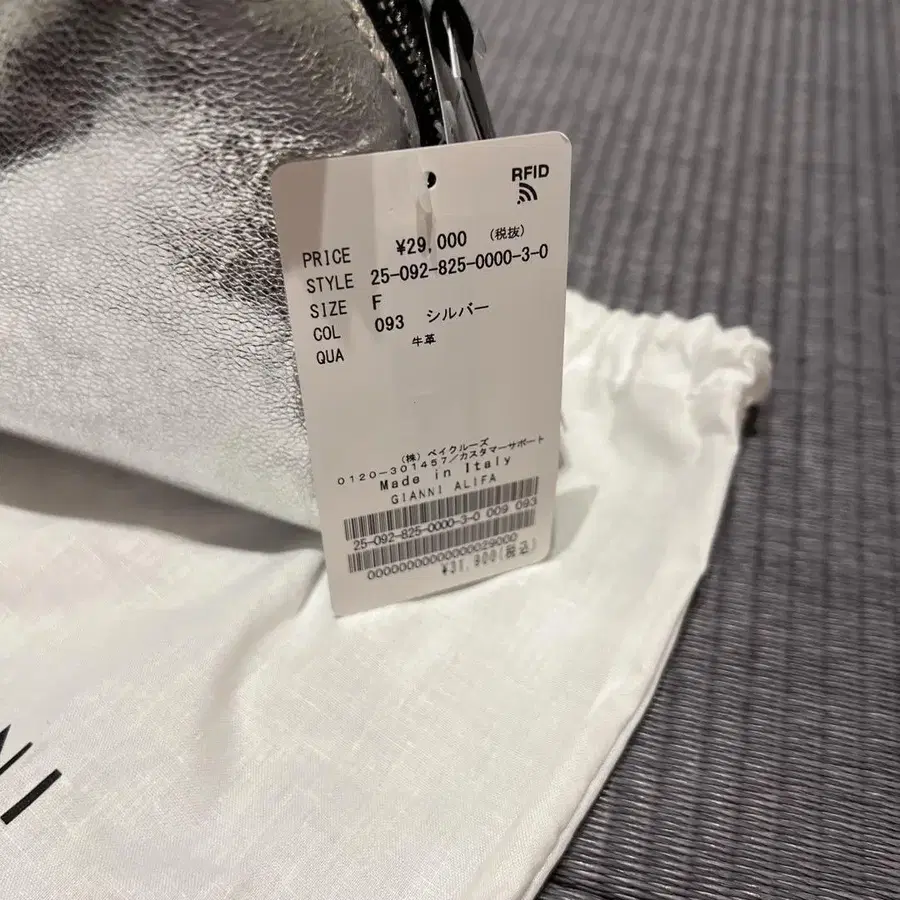 RFID
PRICE ¥29,000 (税抜)
STYLE 25-092-825-0000-3-0
SIZE F
COL 093 シルバー
QUA 牛革
(株) ベイクルーズ
0120-301457/カスタマーサポート
Made in Italy
GIANNI ALIFA
25-092-825-0000-3-0 009 093
00000000000000029000
¥31,900(税込)
NI